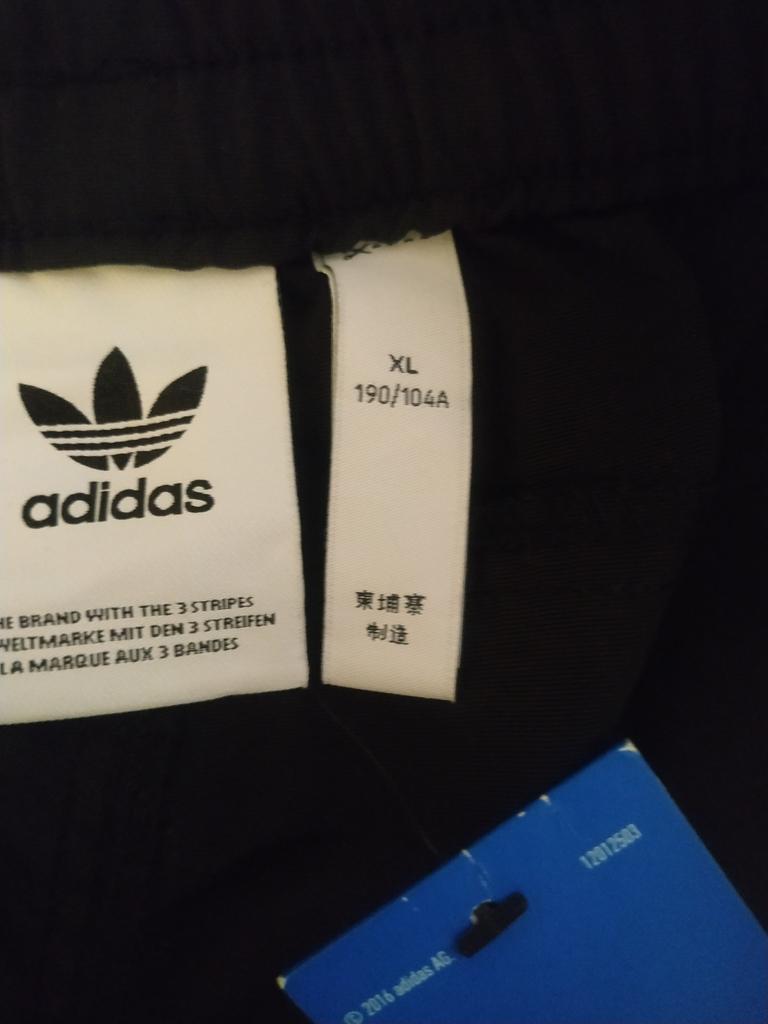 adidas
HE BRAND WITH THE 3 STRIPES
WELTMARKE MIT DEN 3 STREIFEN
LA MARQUE AUX 3 BANDES
XL
190/104A
柬埔寨
制造
12012503
© 2016 adidas AG.